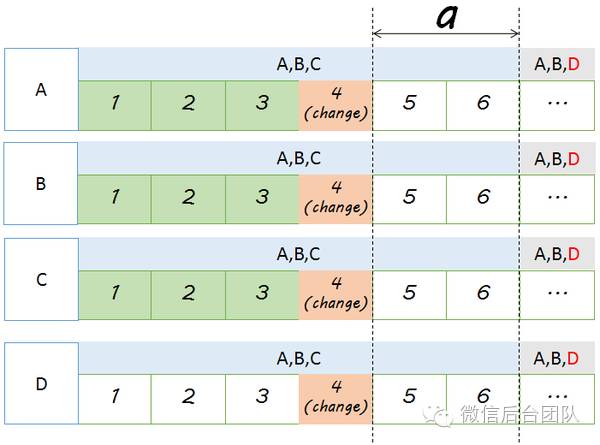 a
A,B,C A,B,D
A 1 2 3 4 (change) 5 6 ...
A,B,C A,B,D
B 1 2 3 4 (change) 5 6 ...
A,B,C A,B,D
C 1 2 3 4 (change) 5 6 ...
A,B,C A,B,D
D 1 2 3 4 (change) 5 6 ...
微信后台团队